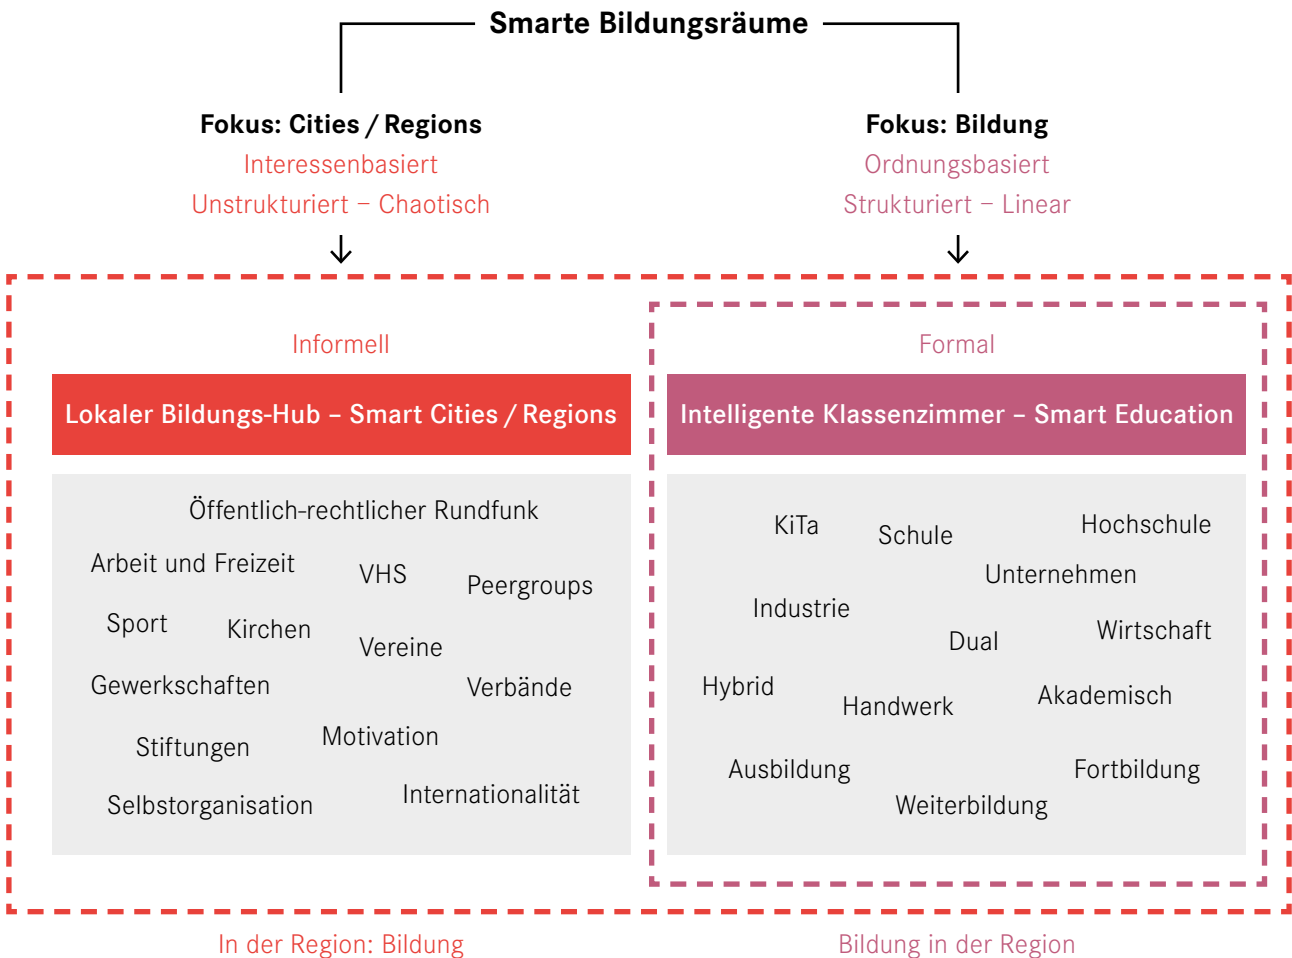 Smarte Bildungsräume
Fokus: Cities / Regions
Interessenbasiert
Unstrukturiert – Chaotisch
Fokus: Bildung
Ordnungsbasiert
Strukturiert – Linear
Informell
Lokaler Bildungs-Hub – Smart Cities / Regions
Öffentlich-rechtlicher Rundfunk
Arbeit und Freizeit
VHS
Peergroups
Sport
Kirchen
Vereine
Gewerkschaften
Verbände
Stiftungen
Motivation
Selbstorganisation
Internationalität
Formal
Intelligente Klassenzimmer – Smart Education
KiTa
Schule
Hochschule
Unternehmen
Industrie
Dual
Wirtschaft
Hybrid
Handwerk
Akademisch
Ausbildung
Fortbildung
Weiterbildung
In der Region: Bildung
Bildung in der Region